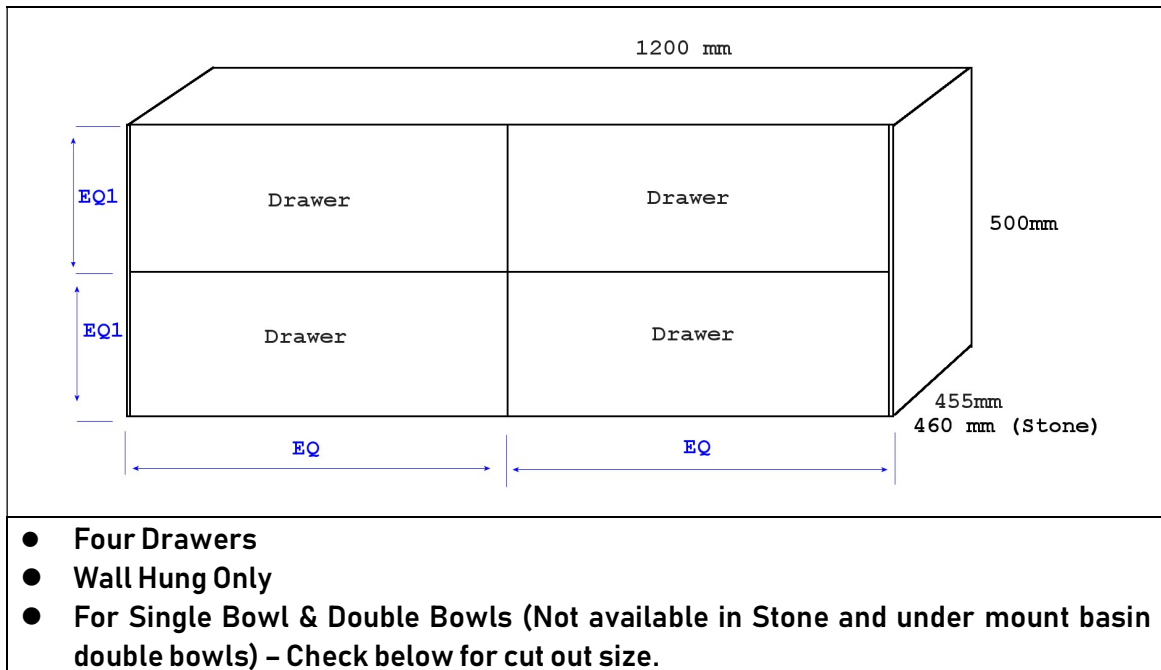 1200 mm
EQ1
Drawer
Drawer
500mm
EQ1
Drawer
Drawer
455mm
460 mm (Stone)
EQ
EQ
● Four Drawers
● Wall Hung Only
● For Single Bowl & Double Bowls (Not available in Stone and under mount basin
double bowls) – Check below for cut out size.